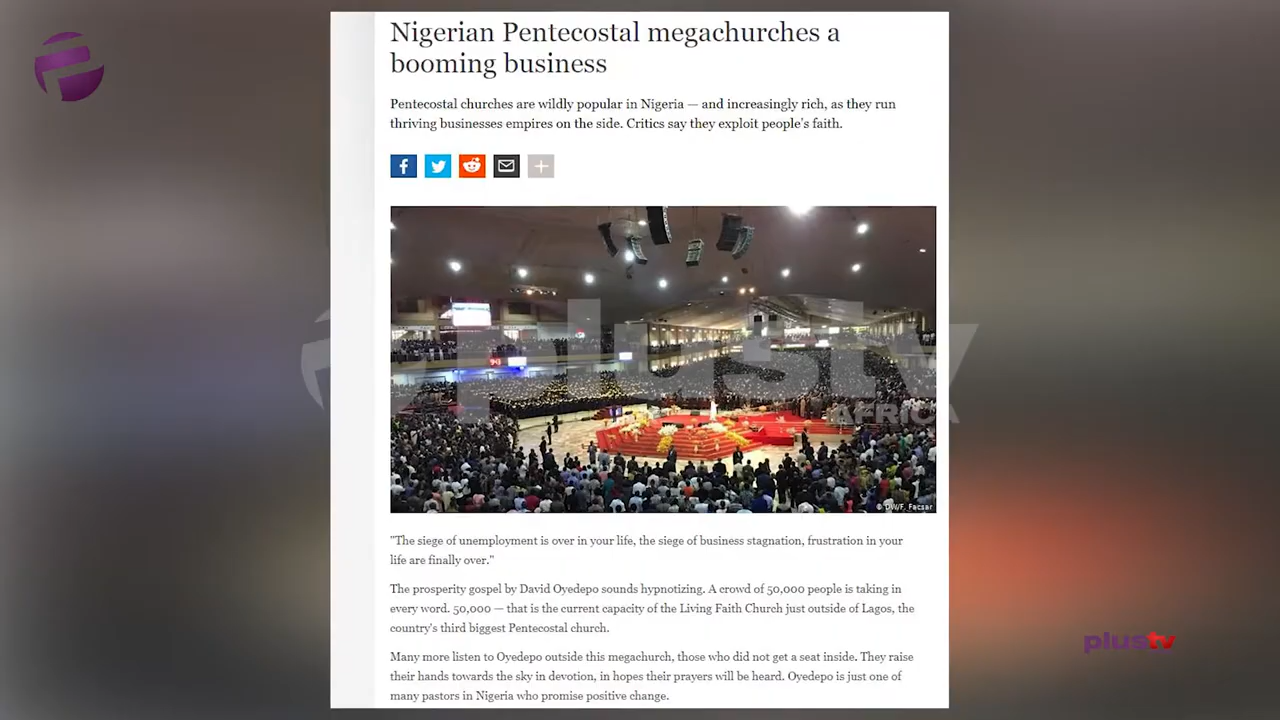 Nigerian Pentecostal megachurches a
booming business
Pentecostal churches are wildly popular in Nigeria — and increasingly rich, as they run
thriving businesses empires on the side. Critics say they exploit people's faith.
plustv
AFRICA
© DW/F. Facsar
"The siege of unemployment is over in your life, the siege of business stagnation, frustration in your
life are finally over."
The prosperity gospel by David Oyedepo sounds hypnotizing. A crowd of 50,000 people is taking in
every word. 50,000 — that is the current capacity of the Living Faith Church just outside of Lagos, the
country's third biggest Pentecostal church.
plustv
Many more listen to Oyedepo outside this megachurch, those who did not get a seat inside. They raise
their hands towards the sky in devotion, in hopes their prayers will be heard. Oyedepo is just one of
many pastors in Nigeria who promise positive change.